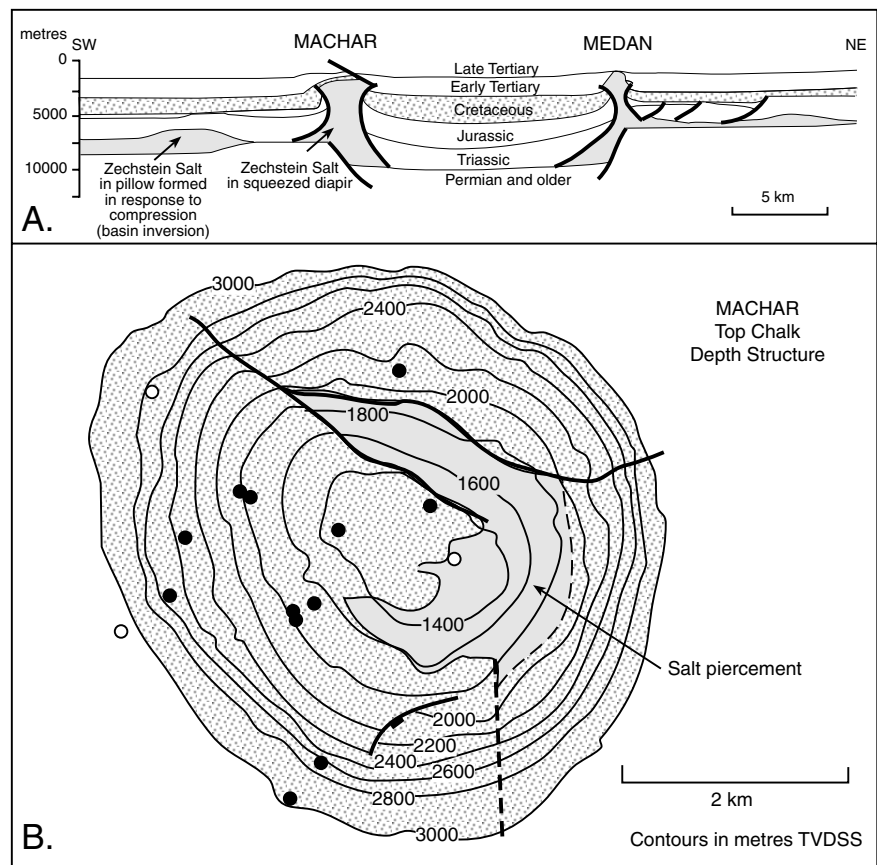 metres
SW
MACHAR
MEDAN
NE
0
5000
10000
Late Tertiary
Early Tertiary
Cretaceous
Jurassic
Triassic
Permian and older
Zechstein Salt
in pillow formed
in response to
compression
(basin inversion)
Zechstein Salt
in squeezed diapir
5 km
A.
MACHAR
Top Chalk
Depth Structure
3000
2400
2000
1800
1600
1400
Salt piercement
2000
2200
2400
2600
2800
3000
2 km
Contours in metres TVDSS
B.